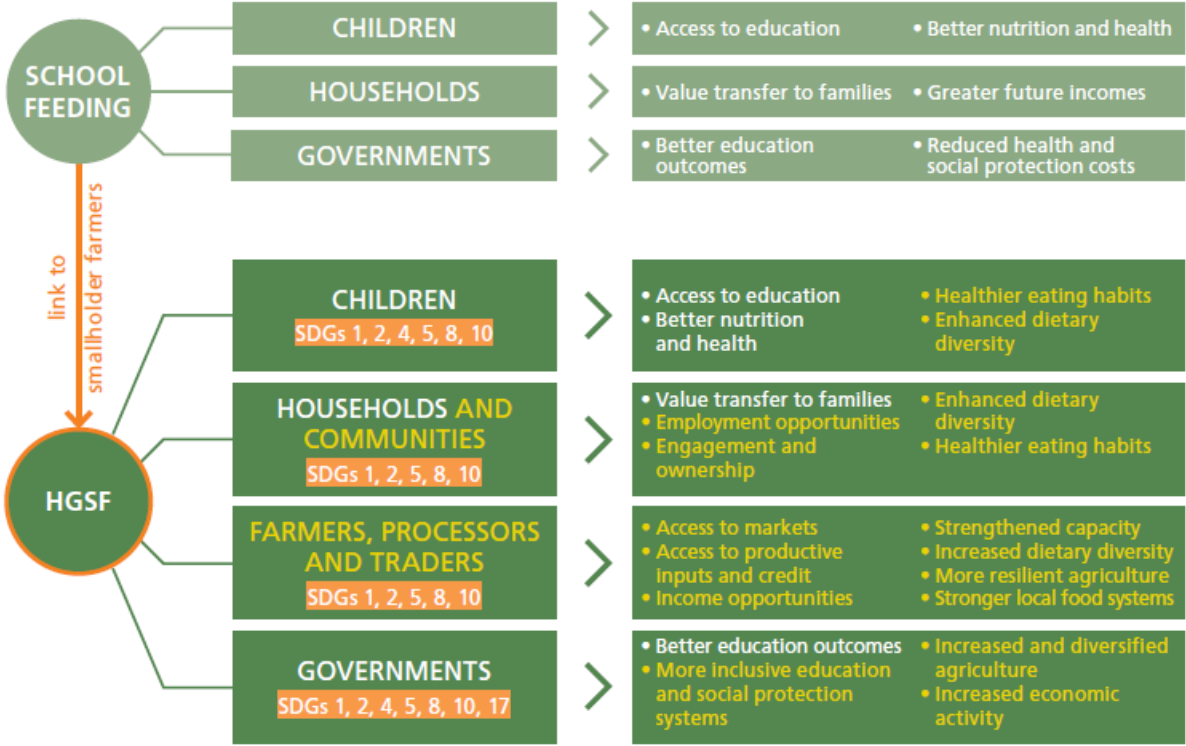 SCHOOL
FEEDING
CHILDREN
• Access to education
• Better nutrition and health
HOUSEHOLDS
• Value transfer to families
• Greater future incomes
GOVERNMENTS
• Better education
outcomes
• Reduced health and
social protection costs
link to
smallholder farmers
HGSF
CHILDREN
SDGs 1, 2, 4, 5, 8, 10
• Access to education
• Better nutrition
and health
• Healthier eating habits
• Enhanced dietary
diversity
HOUSEHOLDS AND
COMMUNITIES
SDGs 1, 2, 5, 8, 10
• Value transfer to families
• Employment opportunities
• Engagement and
ownership
• Enhanced dietary
diversity
• Healthier eating habits
FARMERS, PROCESSORS
AND TRADERS
SDGs 1, 2, 5, 8, 10
• Access to markets
• Access to productive
inputs and credit
• Income opportunities
• Strengthened capacity
• Increased dietary diversity
• More resilient agriculture
• Stronger local food systems
GOVERNMENTS
SDGs 1, 2, 4, 5, 8, 10, 17
• Better education outcomes
• More inclusive education
and social protection
systems
• Increased and diversified
agriculture
• Increased economic
activity